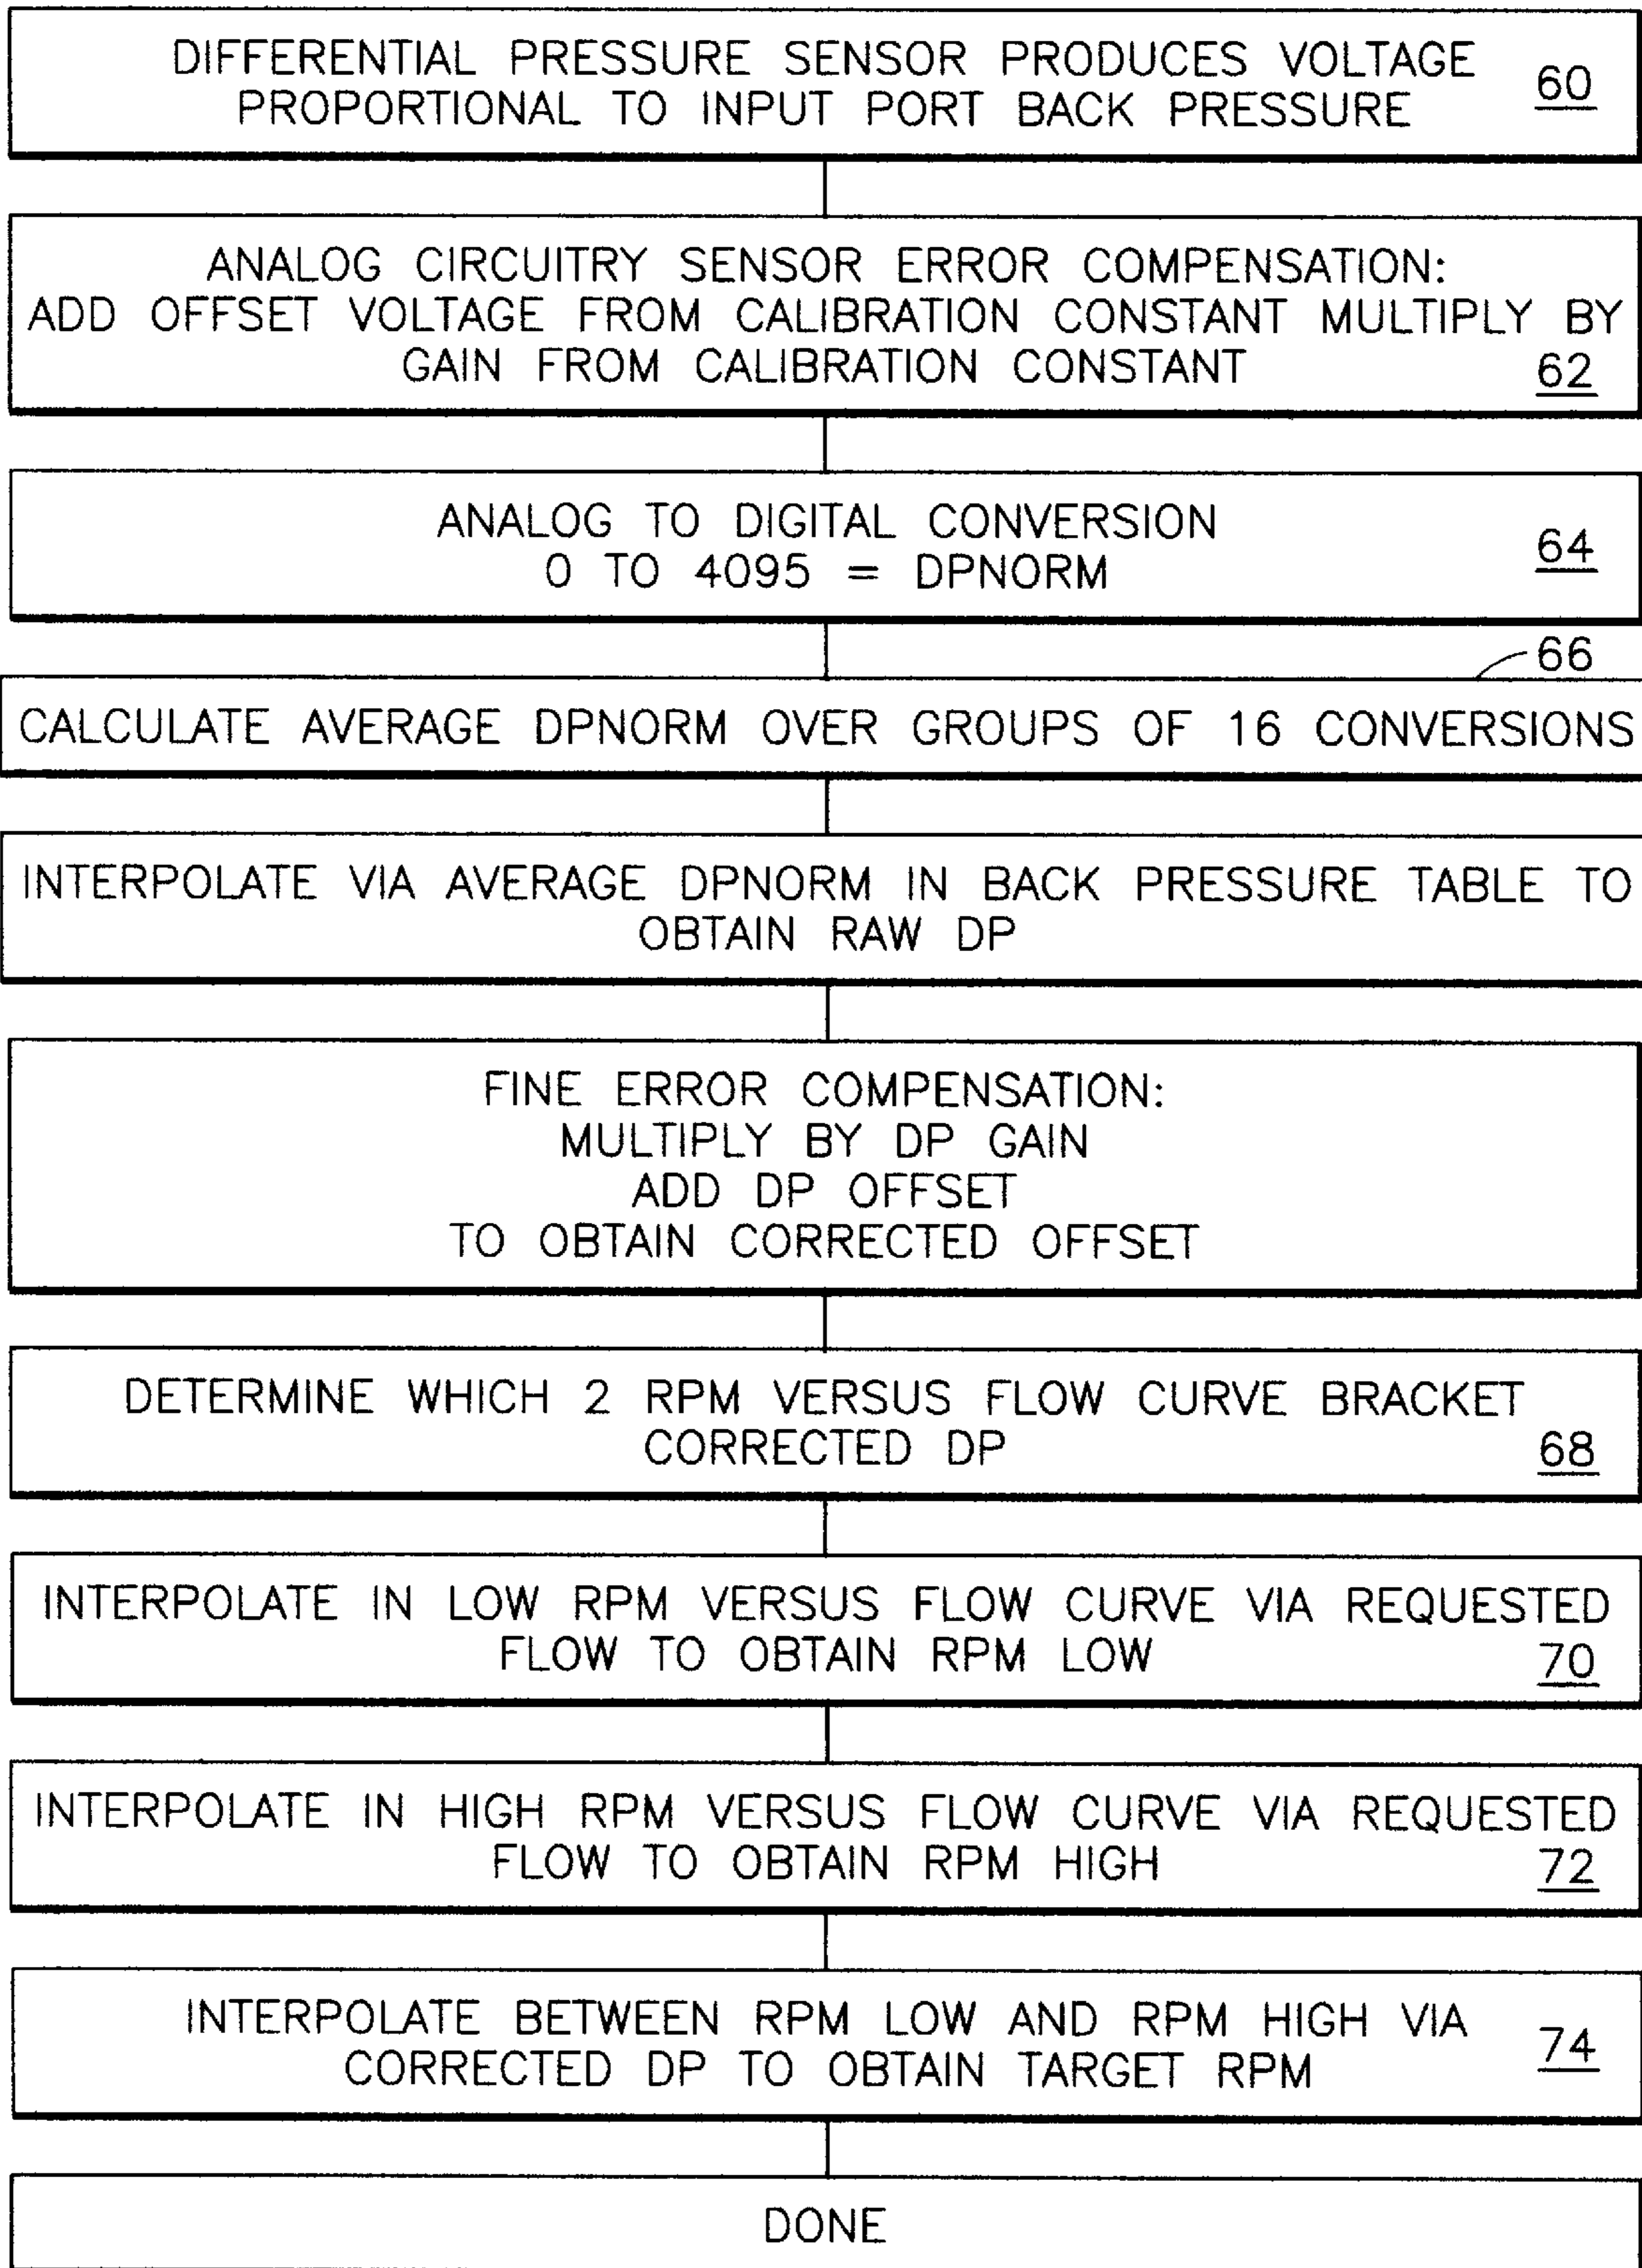 DIFFERENTIAL PRESSURE SENSOR PRODUCES VOLTAGE
PROPORTIONAL TO INPUT PORT BACK PRESSURE
60
ANALOG CIRCUITRY SENSOR ERROR COMPENSATION:
ADD OFFSET VOLTAGE FROM CALIBRATION CONSTANT MULTIPLY BY
GAIN FROM CALIBRATION CONSTANT
62
ANALOG TO DIGITAL CONVERSION
0 TO 4095 = DPNORM
64
66
CALCULATE AVERAGE DPNORM OVER GROUPS OF 16 CONVERSIONS
INTERPOLATE VIA AVERAGE DPNORM IN BACK PRESSURE TABLE TO
OBTAIN RAW DP
FINE ERROR COMPENSATION:
MULTIPLY BY DP GAIN
ADD DP OFFSET
TO OBTAIN CORRECTED OFFSET
DETERMINE WHICH 2 RPM VERSUS FLOW CURVE BRACKET
CORRECTED DP
68
INTERPOLATE IN LOW RPM VERSUS FLOW CURVE VIA REQUESTED
FLOW TO OBTAIN RPM LOW
70
INTERPOLATE IN HIGH RPM VERSUS FLOW CURVE VIA REQUESTED
FLOW TO OBTAIN RPM HIGH
72
INTERPOLATE BETWEEN RPM LOW AND RPM HIGH VIA
CORRECTED DP TO OBTAIN TARGET RPM
74
DONE